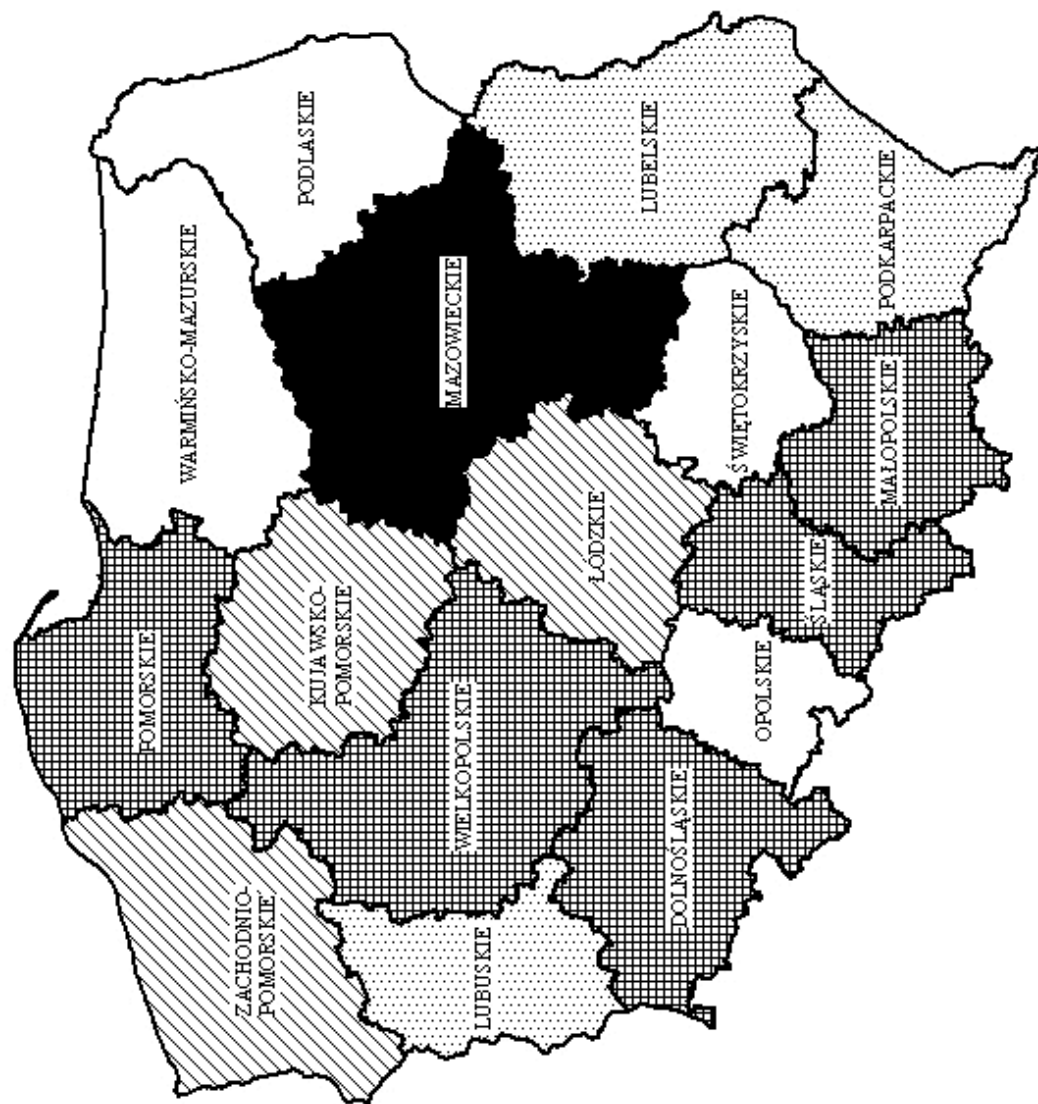 ZACHODNIO-
POMORSKIE
POMORSKIE
WARMIŃSKO-MAZURSKIE
PODLASKIE
KUJAWSKO-
POMORSKIE
MAZOWIECKIE
LUBUSKIE
WIELKOPOLSKIE
ŁÓDZKIE
LUBELSKIE
DOLNOŚLĄSKIE
OPOLSKIE
ŚLĄSKIE
ŚWIĘTOKRZYSKIE
MAŁOPOLSKIE
PODKARPACKIE